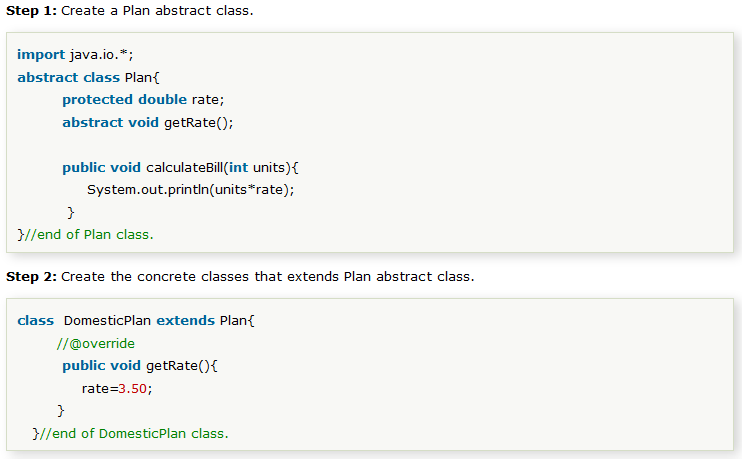 Step 1: Create a Plan abstract class.
import java.io.*;
abstract class Plan{
protected double rate;
abstract void getRate();
public void calculateBill(int units){
System.out.println(units*rate);
}
}//end of Plan class.
Step 2: Create the concrete classes that extends Plan abstract class.
class DomesticPlan extends Plan{
//@override
public void getRate(){
rate=3.50;
}
}//end of DomesticPlan class.